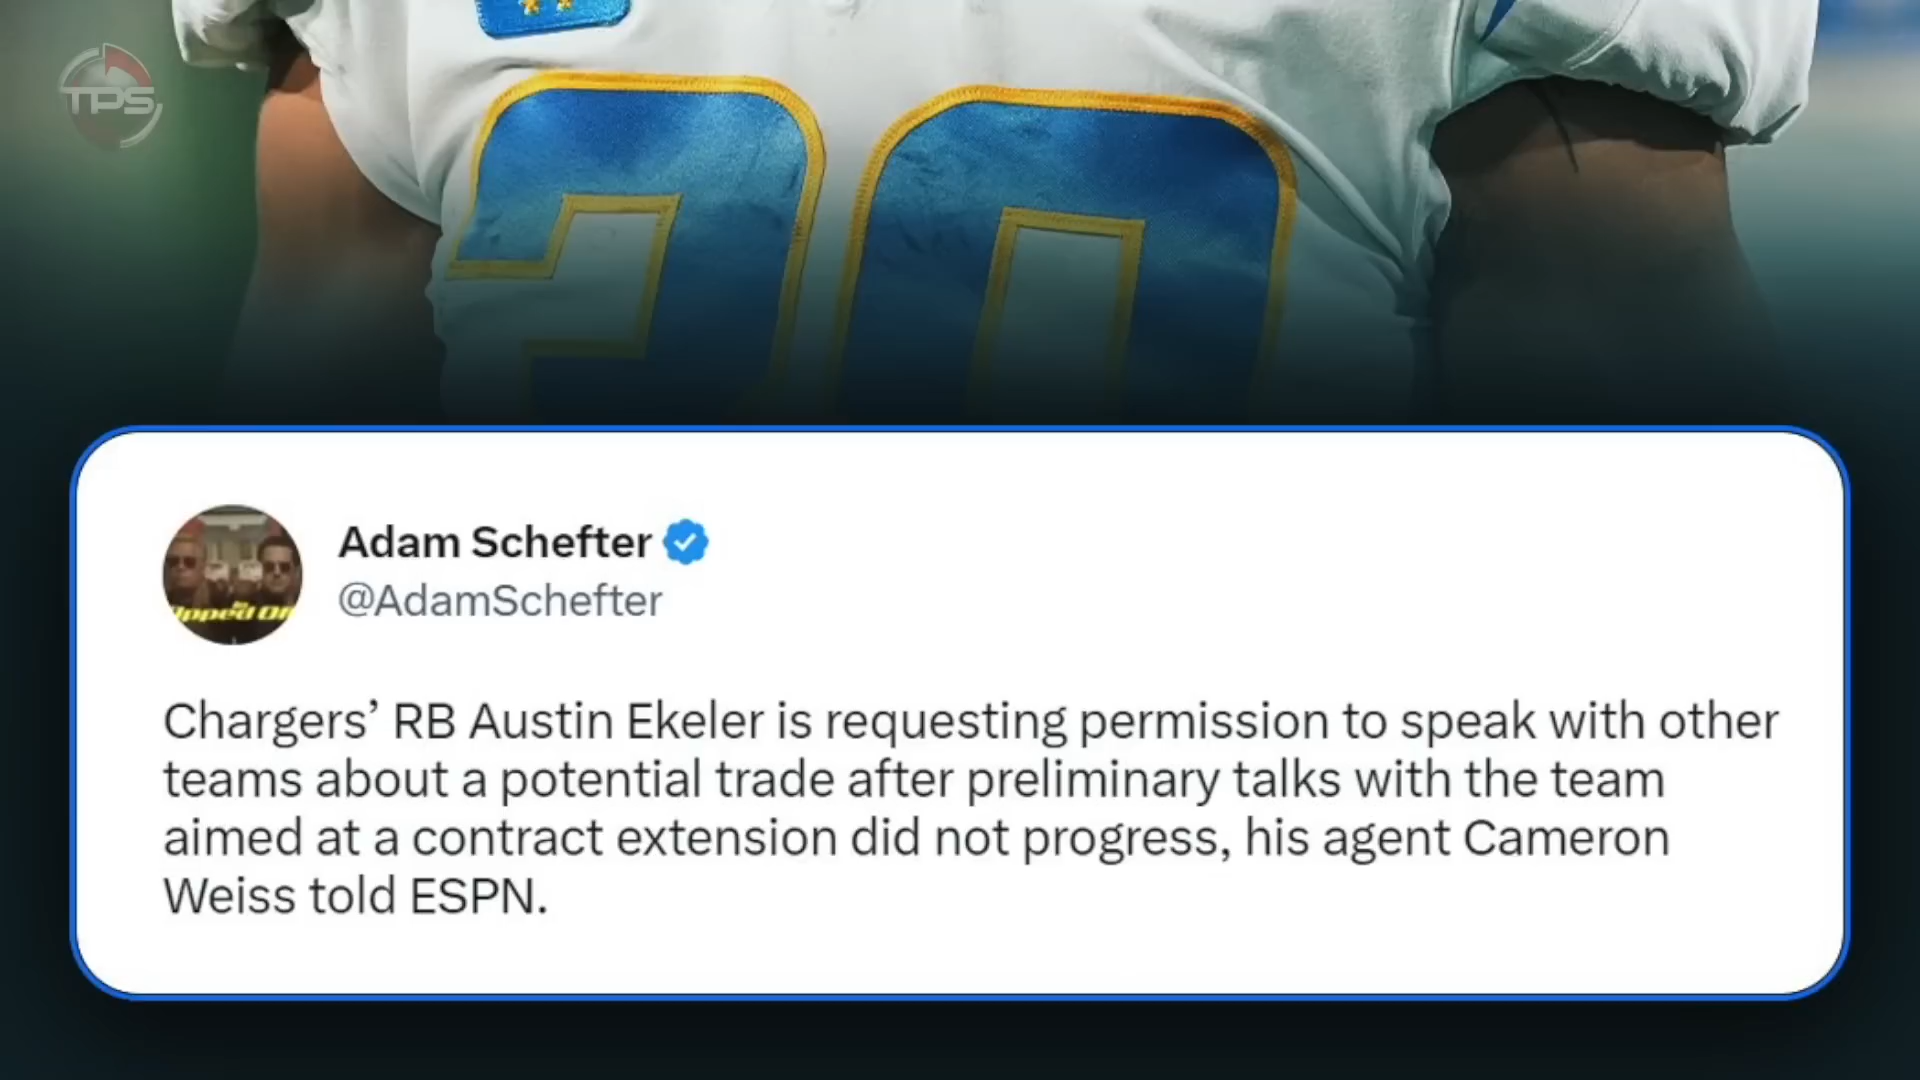 TPS
30
Adam Schefter
@AdamSchefter
Chargers’ RB Austin Ekeler is requesting permission to speak with other
teams about a potential trade after preliminary talks with the team
aimed at a contract extension did not progress, his agent Cameron
Weiss told ESPN.